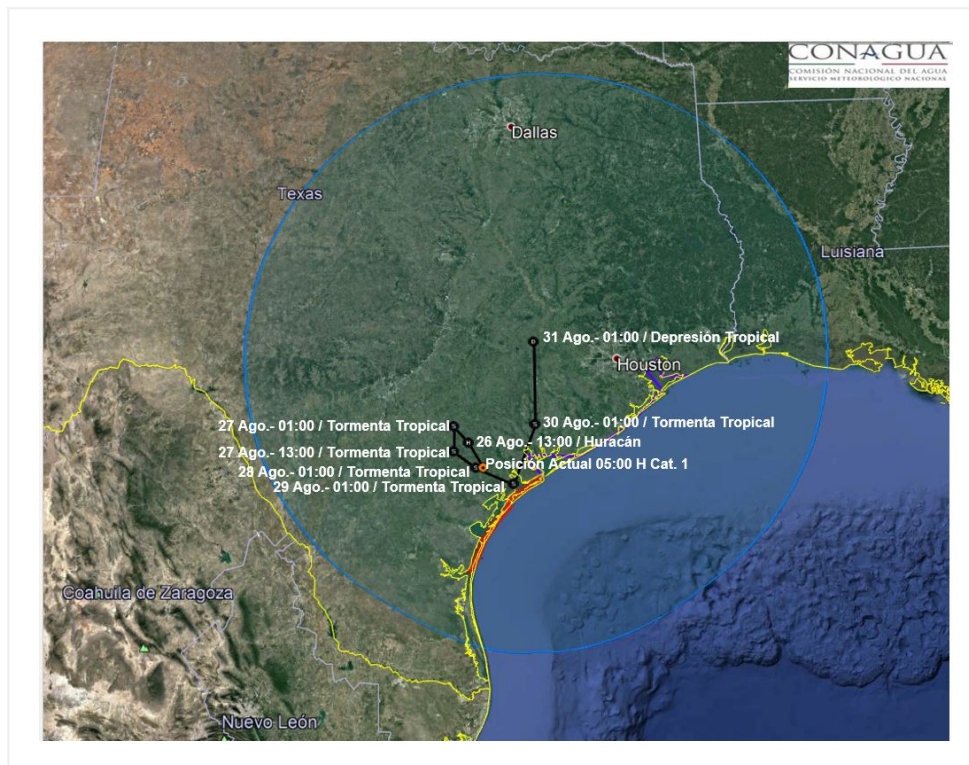 CONAGUA
COMISIÓN NACIONAL DEL AGUA
SERVICIO METEOROLÓGICO NACIONAL
Dallas
Texas
Luisiana
31 Ago.- 01:00 / Depresión Tropical
Houston
27 Ago.- 01:00 / Tormenta Tropical
30 Ago.- 01:00 / Tormenta Tropical
26 Ago.- 13:00 / Huracán
27 Ago.- 13:00 / Tormenta Tropical
Posición Actual 05:00 H Cat. 1
28 Ago.- 01:00 / Tormenta Tropical
29 Ago.- 01:00 / Tormenta Tropical
Coahuila de Zaragoza
Nuevo León